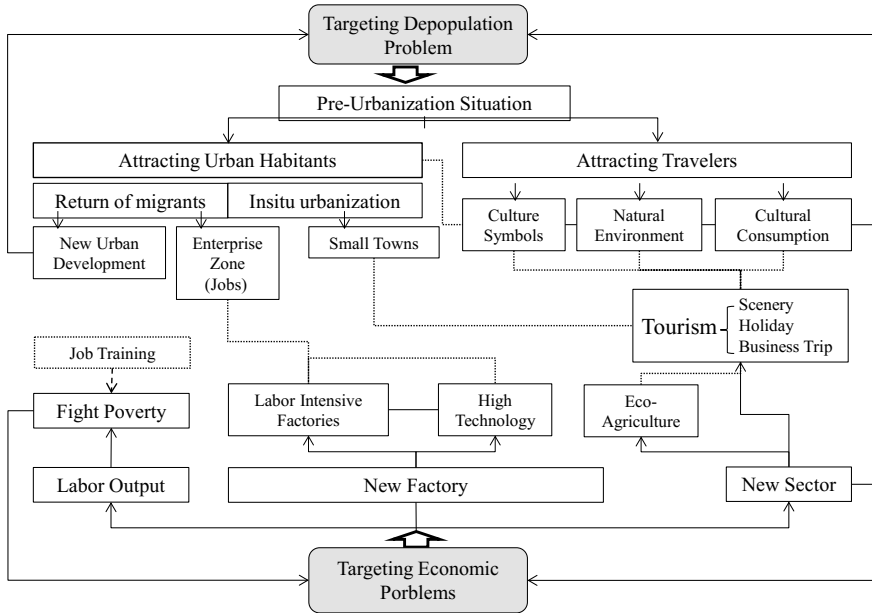 Targeting Depopulation
Problem
Pre-Urbanization Situation
Attracting Urban Habitants
Attracting Travelers
Return of migrants
Insitu urbanization
New Urban
Development
Enterprise
Zone
(Jobs)
Small Towns
Culture
Symbols
Natural
Environment
Cultural
Consumption
Tourism
Scenery
Holiday
Business Trip
Job Training
Fight Poverty
Labor Intensive
Factories
High
Technology
Eco-
Agriculture
Labor Output
New Factory
New Sector
Targeting Economic
Porblems